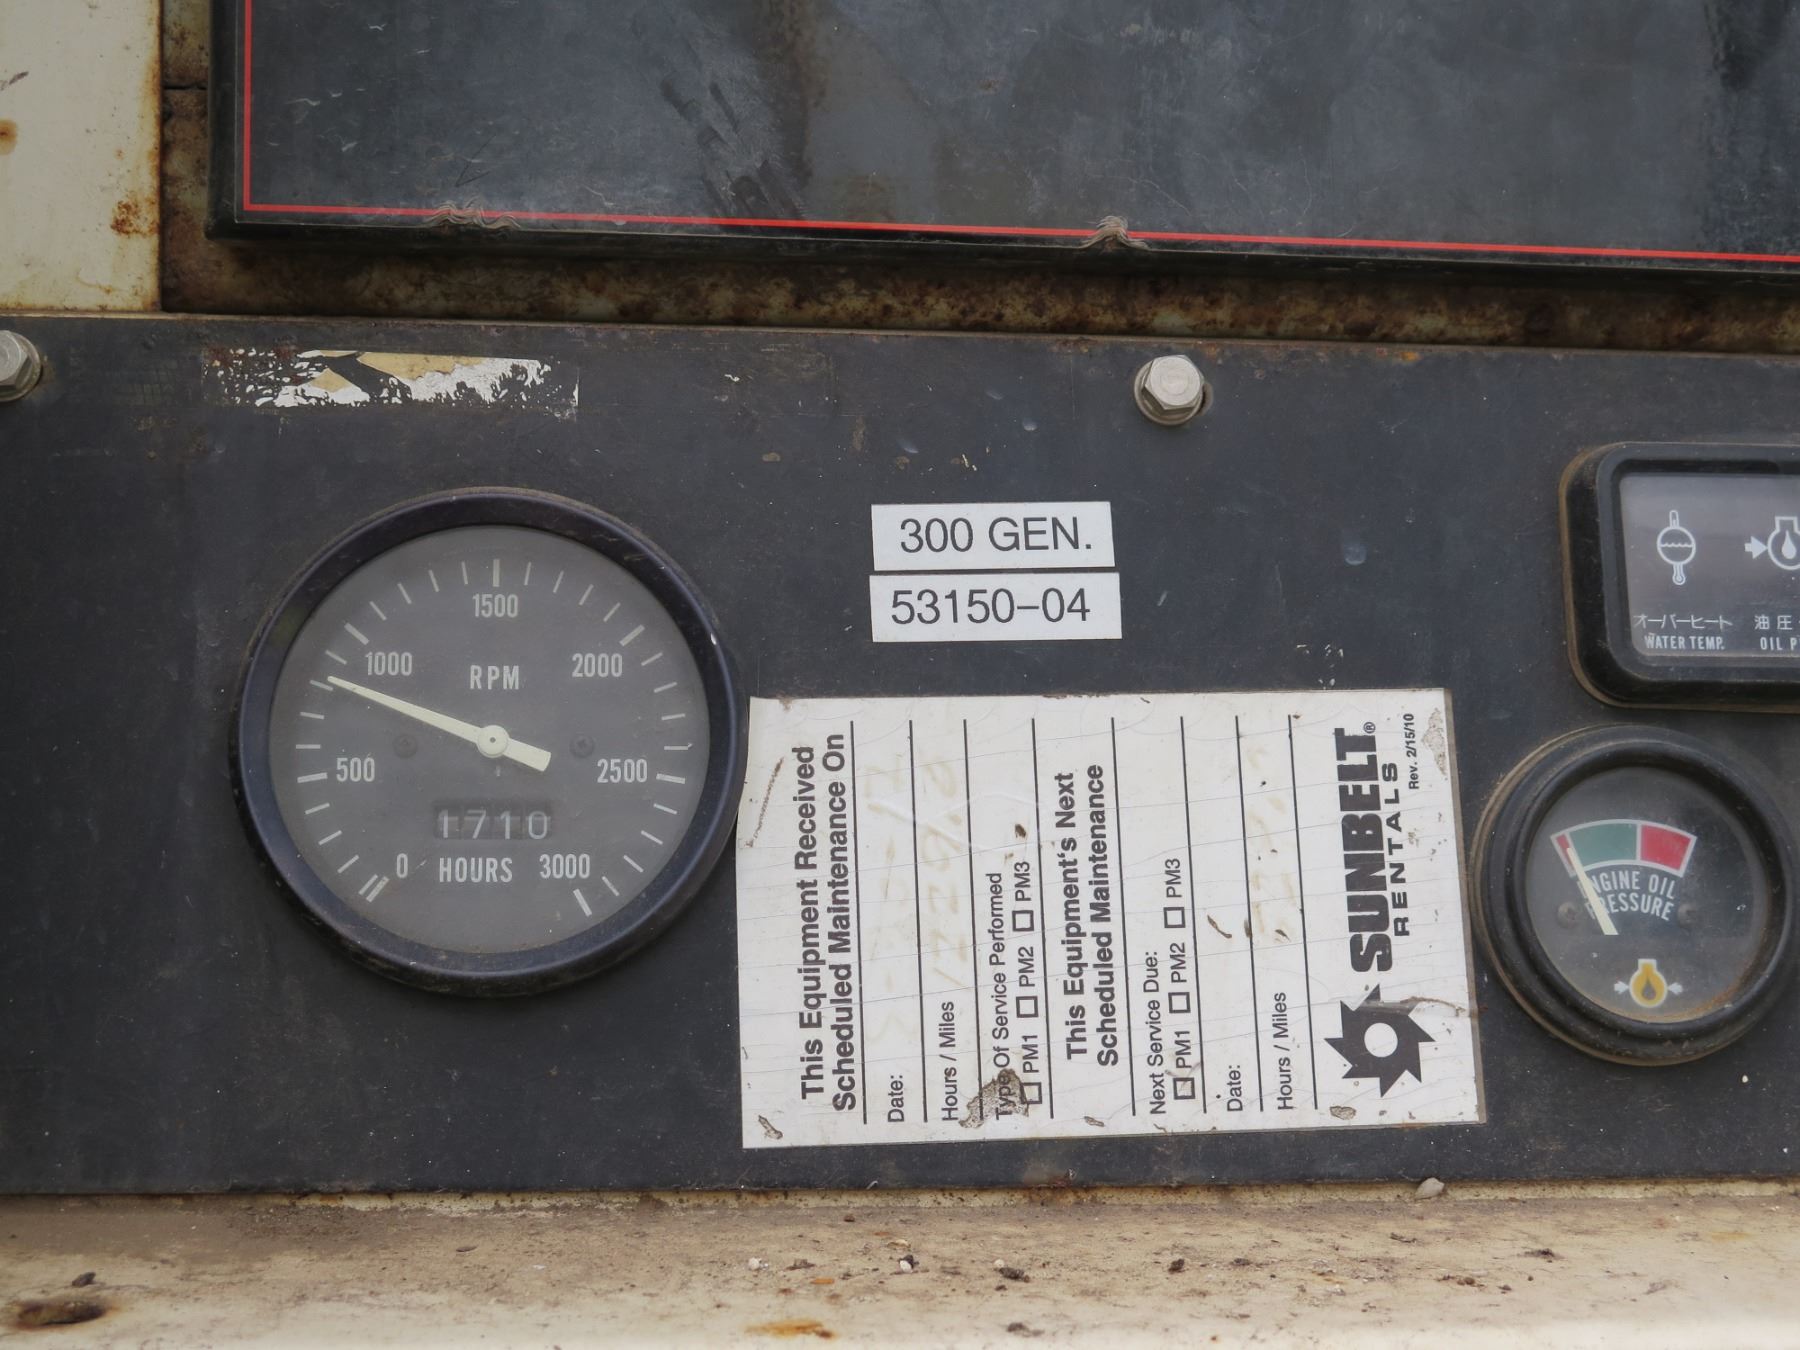 300 GEN.
53150-04
1500
1000
2000
RPM
500
2500
1710
0
HOURS
3000
This Equipment Received
Scheduled Maintenance On
Date:
Hours / Miles
Type Of Service Performed
PM1 PM2 PM3
This Equipment's Next
Scheduled Maintenance
Next Service Due:
PM1 PM2 PM3
Date:
Hours / Miles
SUNBELT®
RENTALS
Rev. 2/15/10
オーバーヒート
WATER TEMP.
油圧
OIL P
ENGINE OIL
PRESSURE